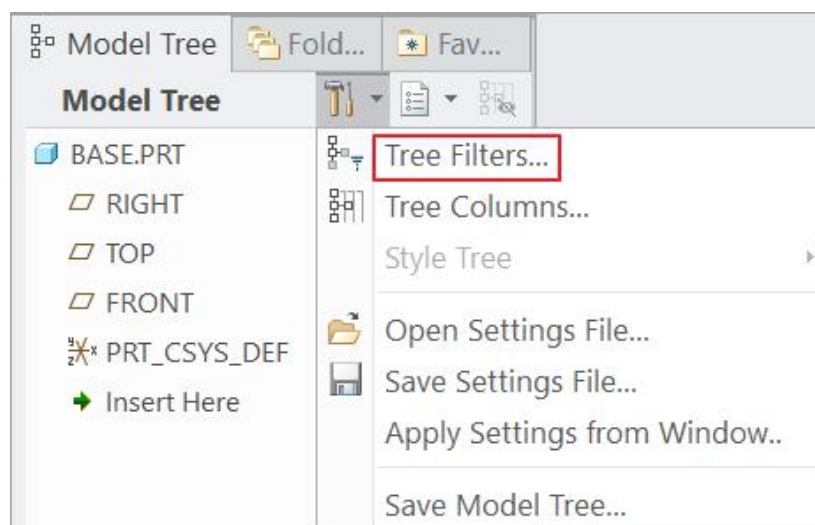 Model Tree Fold... Fav...
Model Tree
BASE.PRT
RIGHT
TOP
FRONT
PRT_CSYS_DEF
Insert Here
Tree Filters...
Tree Columns...
Style Tree
Open Settings File...
Save Settings File...
Apply Settings from Window..
Save Model Tree...